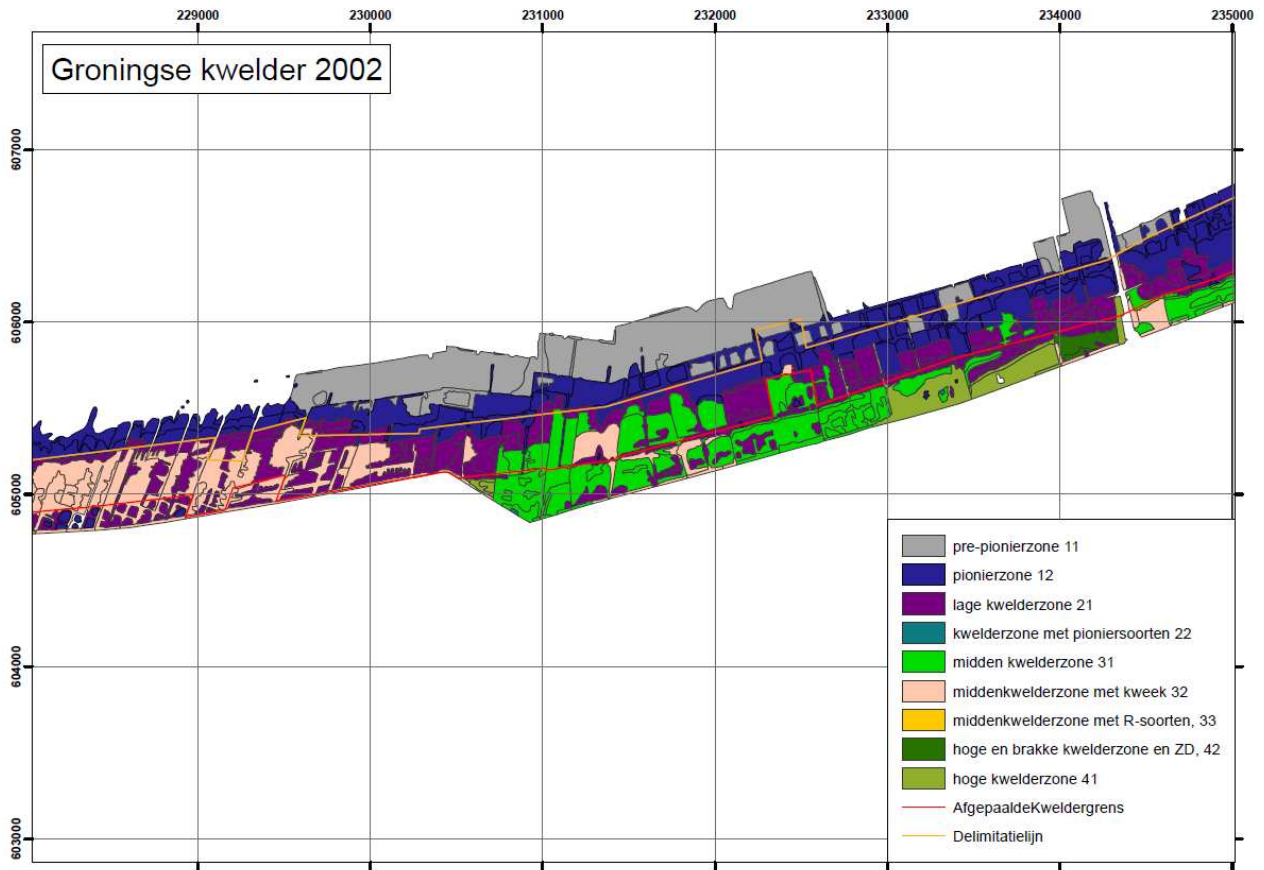 229000 230000 231000 232000 233000 234000 235000
Groningse kwelder 2002
607000
606000
605000
604000
603000
pre-pionierzone 11
pionierzone 12
lage kwelderzone 21
kwelderzone met pioniersoorten 22
midden kwelderzone 31
middenkwelderzone met kweek 32
middenkwelderzone met R-soorten, 33
hoge en brakke kwelderzone en ZD, 42
hoge kwelderzone 41
AfgepaaldeKweldergrens
Delimitatielijn